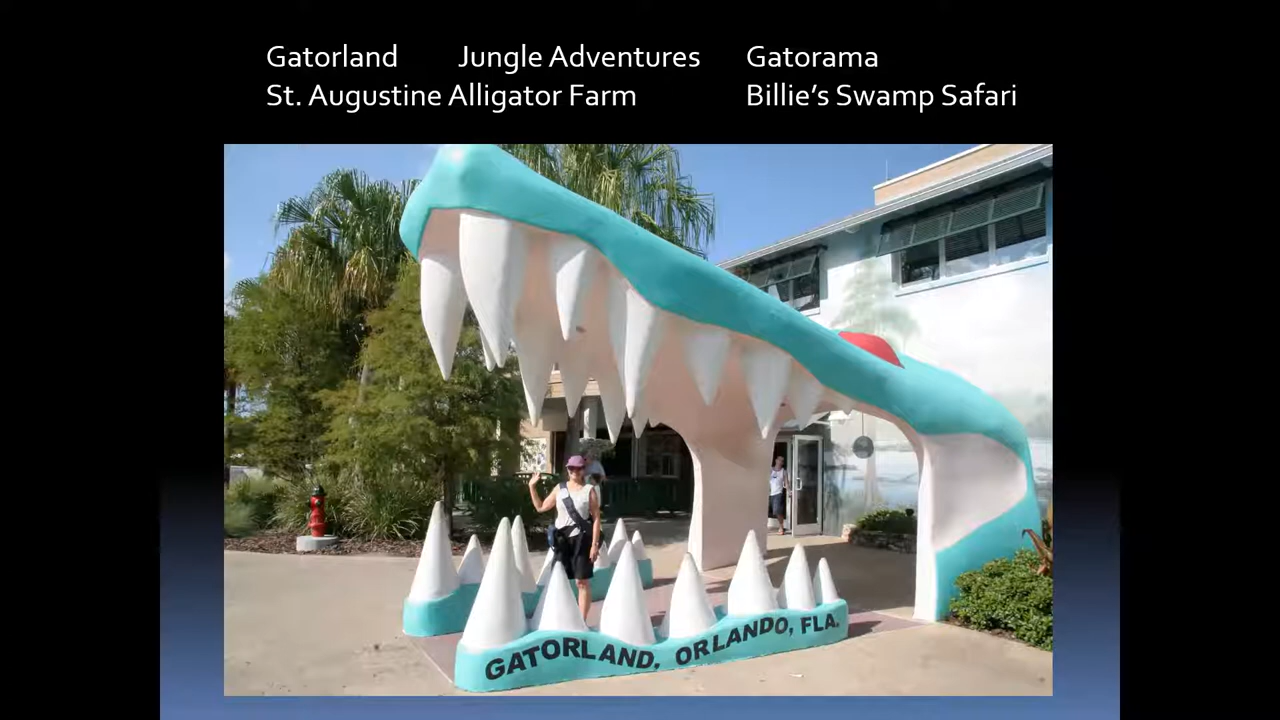 Gatorland Jungle Adventures Gatorama
St. Augustine Alligator Farm Billie’s Swamp Safari
GATORLAND, ORLANDO, FLA.